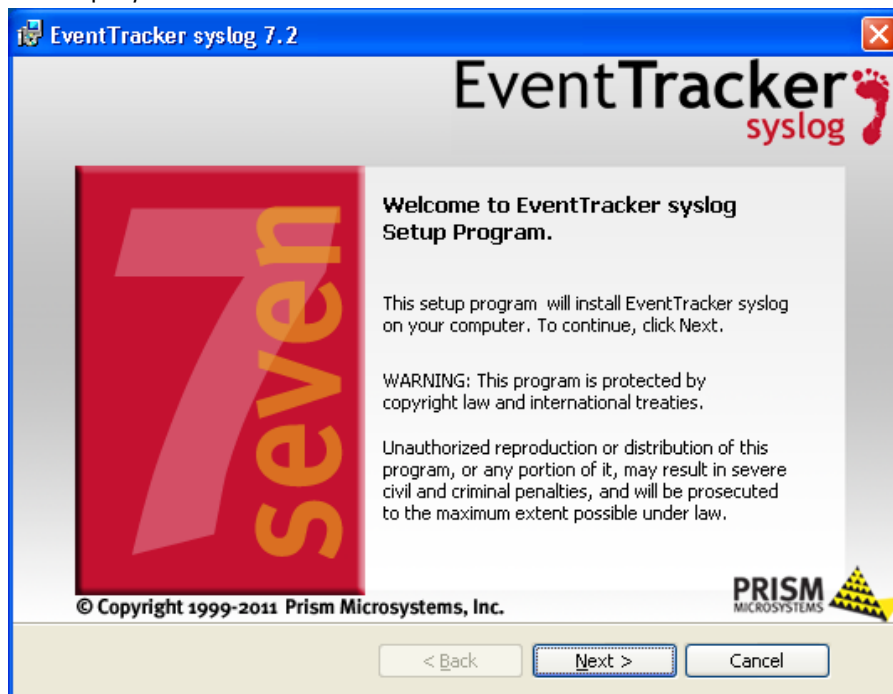 EventTracker syslog 7.2
EventTracker
syslog
7
seven
Welcome to EventTracker syslog
Setup Program.
This setup program will install EventTracker syslog
on your computer. To continue, click Next.
WARNING: This program is protected by
copyright law and international treaties.
Unauthorized reproduction or distribution of this
program, or any portion of it, may result in severe
civil and criminal penalties, and will be prosecuted
to the maximum extent possible under law.
PRISM
MICROSYSTEMS
© Copyright 1999-2011 Prism Microsystems, Inc.
< Back
Next >
Cancel